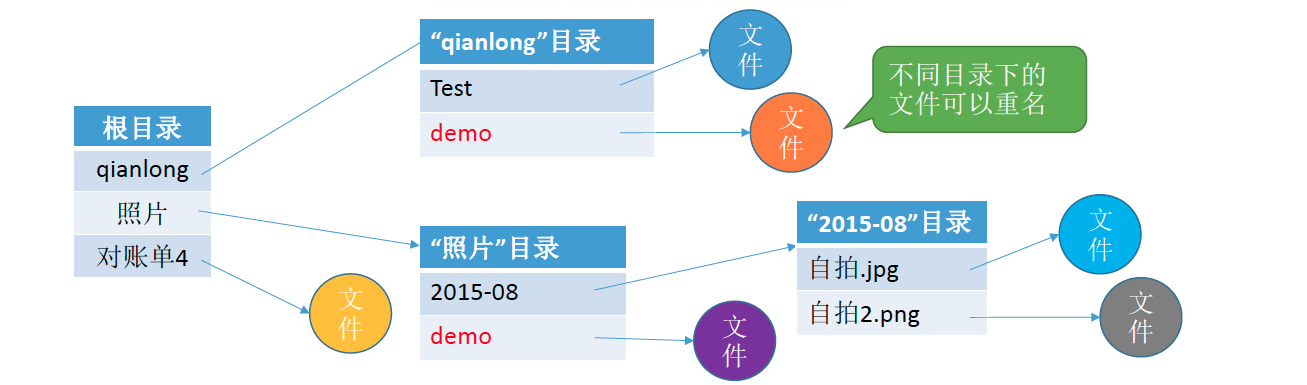 根目录
qianlong
照片
对账单4
文
件
“qianlong”目录
Test
demo
文
件
文
件
不同目录下的
文件可以重名
“照片”目录
2015-08
demo
文
件
“2015-08”目录
自拍.jpg
自拍2.png
文
件
文
件